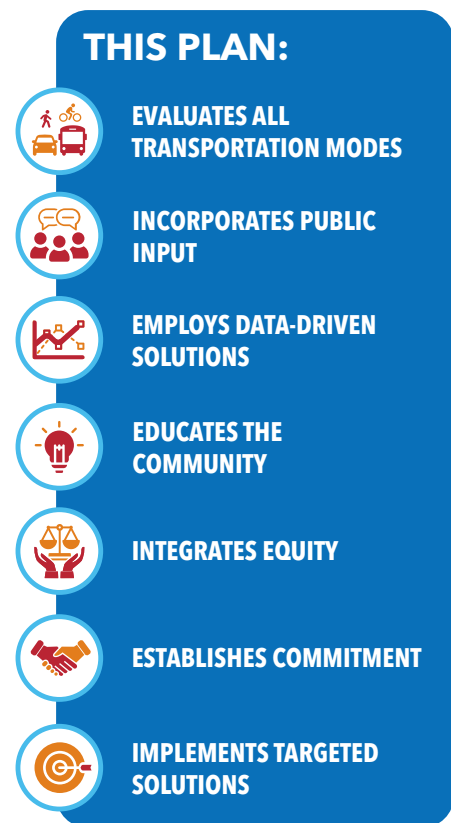 THIS PLAN:
EVALUATES ALL
TRANSPORTATION MODES
INCORPORATES PUBLIC
INPUT
EMPLOYS DATA-DRIVEN
SOLUTIONS
EDUCATES THE
COMMUNITY
INTEGRATES EQUITY
ESTABLISHES COMMITMENT
IMPLEMENTS TARGETED
SOLUTIONS